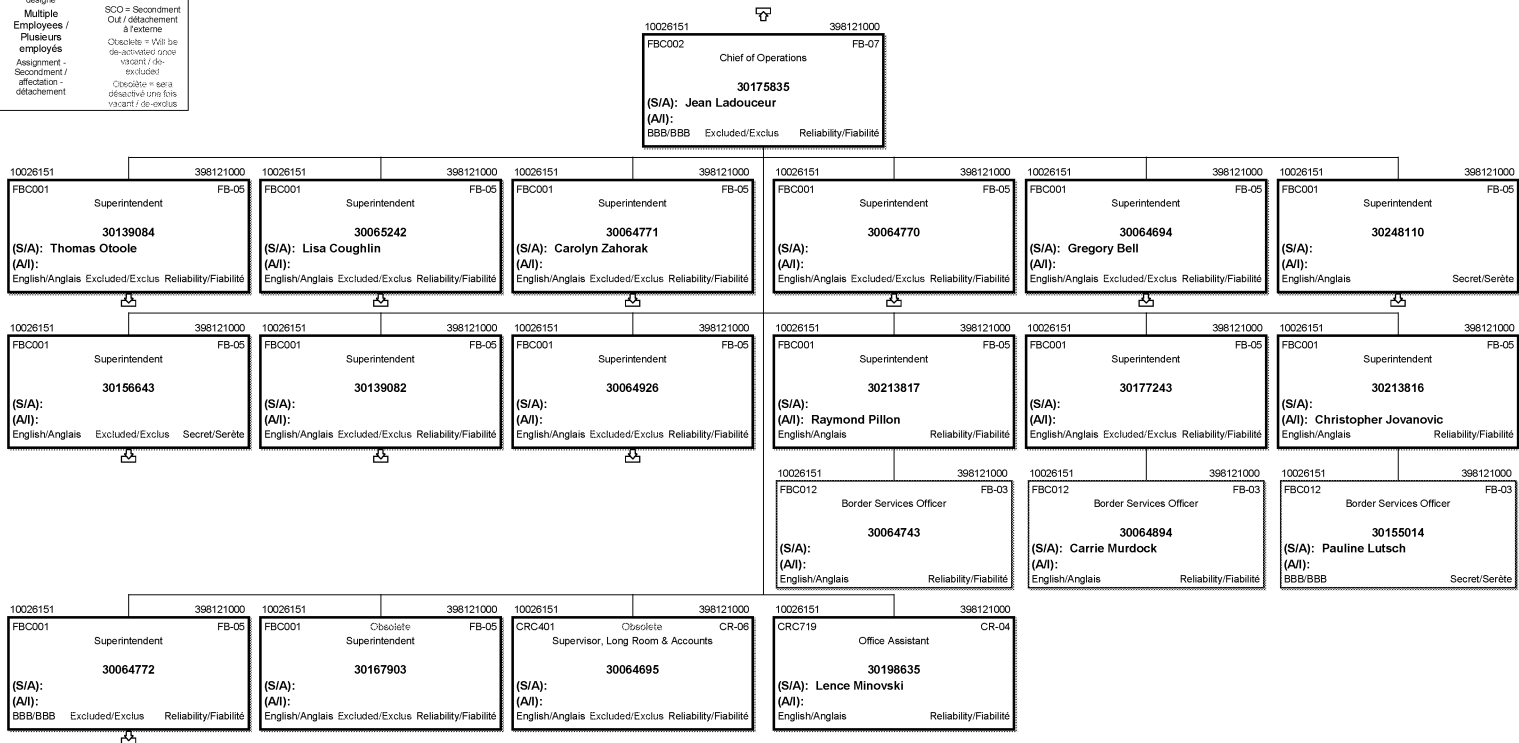 désigné
Multiple
Employees /
Plusieurs
employés
Assignment -
Secondment /
affectation -
détachement
SCO = Secondment
Out / détachement
à l'externe
Obsolete = Will be
de-activated once
vacant / de-
excluded
Obsolète = sera
désactivé une fois
vacant / de-exclus
10026151 398121000
FBC002 FB-07
Chief of Operations
30175835
(S/A): Jean Ladouceur
(A/I):
BBB/BBB Excluded/Exclus Reliability/Fiabilité
10026151 398121000
FBC001 FB-05
Superintendent
30139084
(S/A): Thomas Otoole
(A/I):
English/Anglais Excluded/Exclus Reliability/Fiabilité
10026151 398121000
FBC001 FB-05
Superintendent
30065242
(S/A): Lisa Coughlin
(A/I):
English/Anglais Excluded/Exclus Reliability/Fiabilité
10026151 398121000
FBC001 FB-05
Superintendent
30064771
(S/A): Carolyn Zahorak
(A/I):
English/Anglais Excluded/Exclus Reliability/Fiabilité
10026151 398121000
FBC001 FB-05
Superintendent
30064770
(S/A):
(A/I):
English/Anglais Excluded/Exclus Reliability/Fiabilité
10026151 398121000
FBC001 FB-05
Superintendent
30064694
(S/A): Gregory Bell
(A/I):
English/Anglais Excluded/Exclus Reliability/Fiabilité
10026151 398121000
FBC001 FB-05
Superintendent
30248110
(S/A):
(A/I):
English/Anglais Secret/Serète
10026151 398121000
FBC001 FB-05
Superintendent
30156643
(S/A):
(A/I):
English/Anglais Excluded/Exclus Secret/Serète
10026151 398121000
FBC001 FB-05
Superintendent
30139082
(S/A):
(A/I):
English/Anglais Excluded/Exclus Reliability/Fiabilité
10026151 398121000
FBC001 FB-05
Superintendent
30064926
(S/A):
(A/I):
English/Anglais Excluded/Exclus Reliability/Fiabilité
10026151 398121000
FBC001 FB-05
Superintendent
30213817
(S/A):
(A/I): Raymond Pillon
English/Anglais Reliability/Fiabilité
10026151 398121000
FBC001 FB-05
Superintendent
30177243
(S/A):
(A/I):
English/Anglais Excluded/Exclus Reliability/Fiabilité
10026151 398121000
FBC001 FB-05
Superintendent
30213816
(S/A):
(A/I): Christopher Jovanovic
English/Anglais Reliability/Fiabilité
10026151 398121000
FBC012 FB-03
Border Services Officer
30064743
(S/A):
(A/I):
English/Anglais Reliability/Fiabilité
10026151 398121000
FBC012 FB-03
Border Services Officer
30064894
(S/A): Carrie Murdock
(A/I):
English/Anglais Reliability/Fiabilité
10026151 398121000
FBC012 FB-03
Border Services Officer
30155014
(S/A): Pauline Lutsch
(A/I):
BBB/BBB Secret/Serète
10026151 398121000
FBC001 FB-05
Superintendent
30064772
(S/A):
(A/I):
BBB/BBB Excluded/Exclus Reliability/Fiabilité
10026151 398121000
FBC001 Obsolete FB-05
Superintendent
30167903
(S/A):
(A/I):
English/Anglais Excluded/Exclus Reliability/Fiabilité
10026151 398121000
CRC401 Obsolete CR-06
Supervisor, Long Room & Accounts
30064695
(S/A):
(A/I):
English/Anglais Excluded/Exclus Reliability/Fiabilité
10026151 398121000
CRC719 CR-04
Office Assistant
30198635
(S/A): Lence Minovski
(A/I):
English/Anglais Reliability/Fiabilité